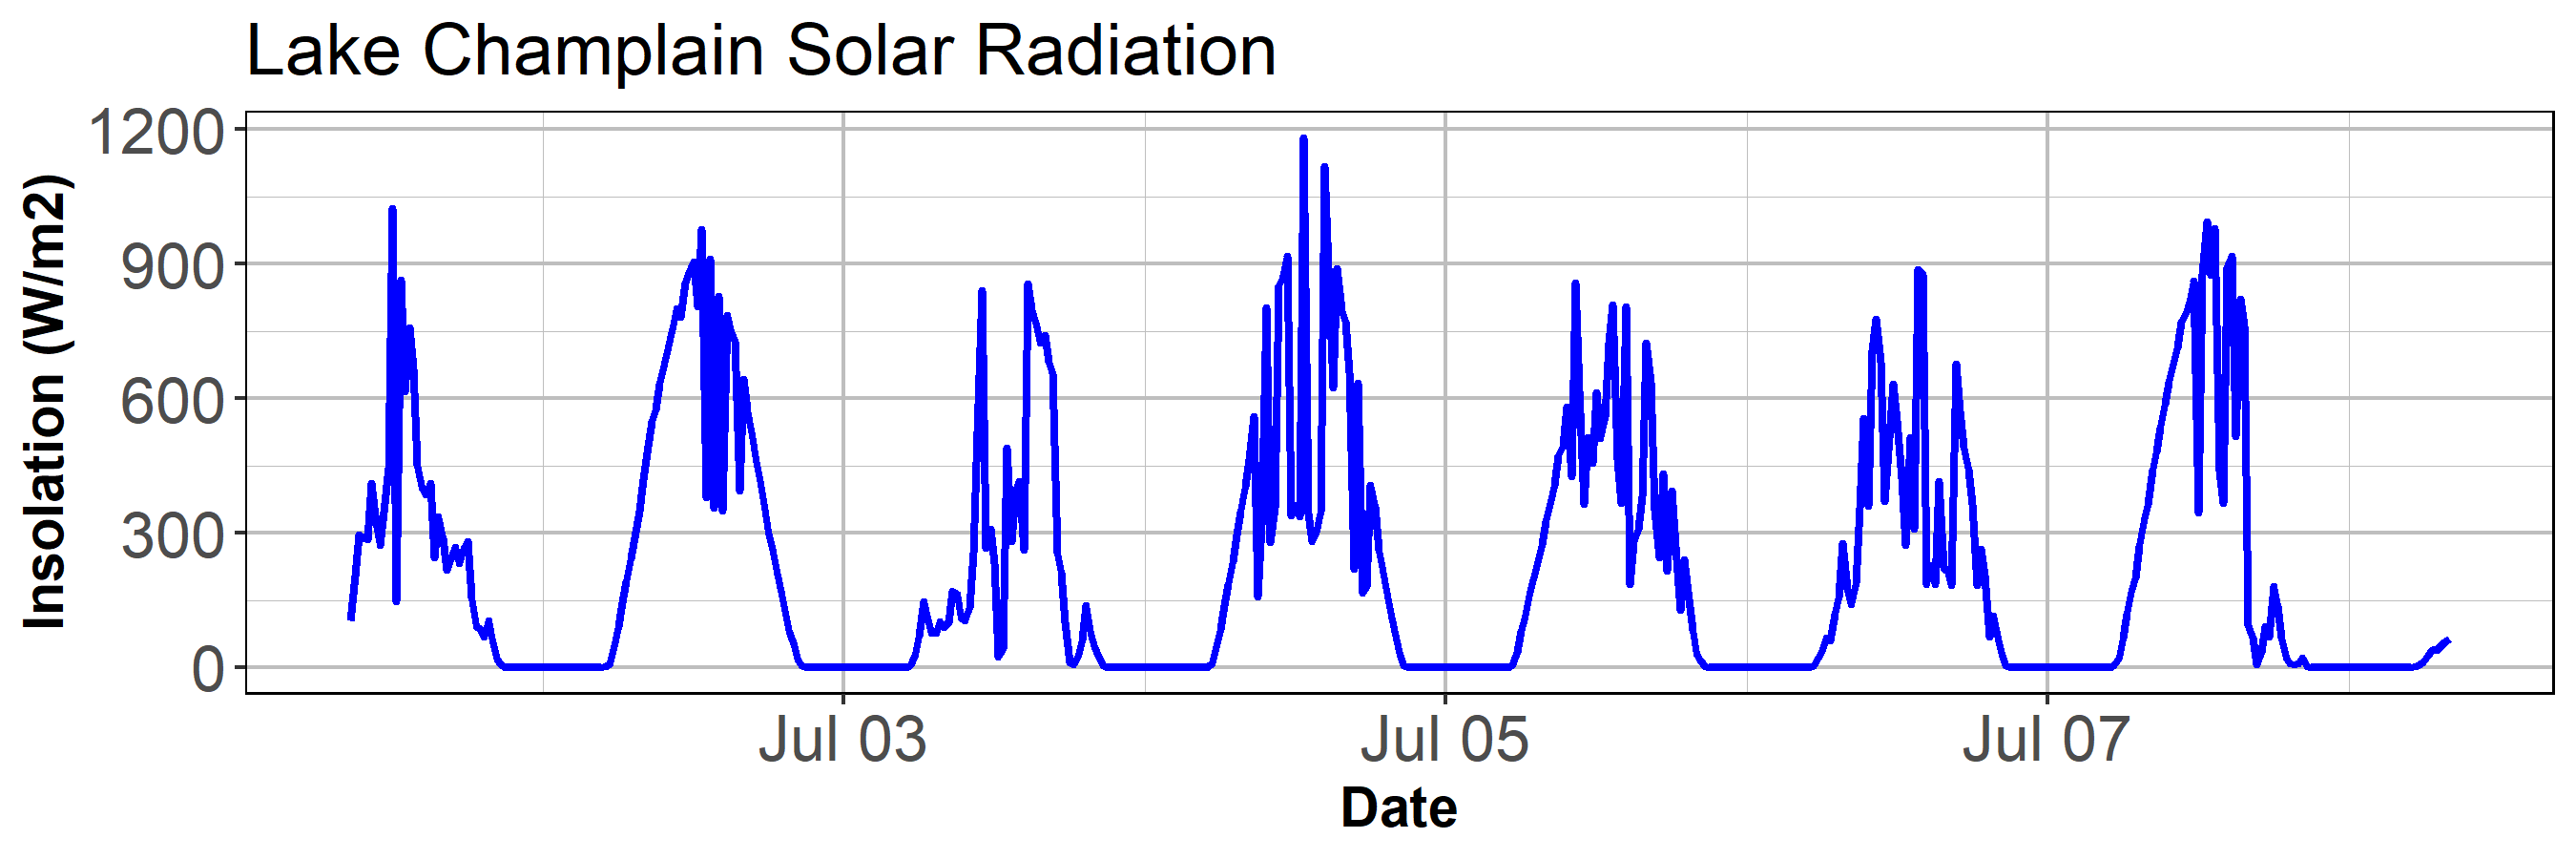 Lake Champlain Solar Radiation
1200
900
600
300
0
Insolation (W/m2)
Jul 03 Jul 05 Jul 07
Date